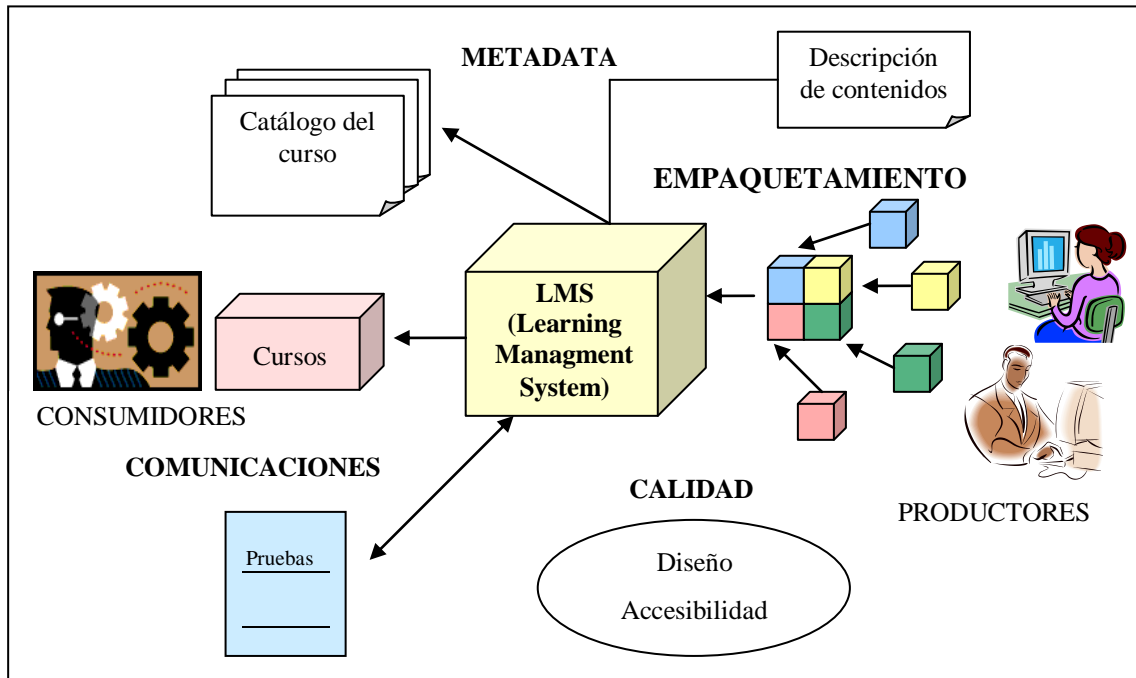 METADATA
Descripción
de contenidos
Catálogo del
curso
EMPAQUETAMIENTO
LMS
(Learning
Managment
System)
Cursos
CONSUMIDORES
COMUNICACIONES
CALIDAD
PRODUCTORES
Pruebas
Diseño
Accesibilidad